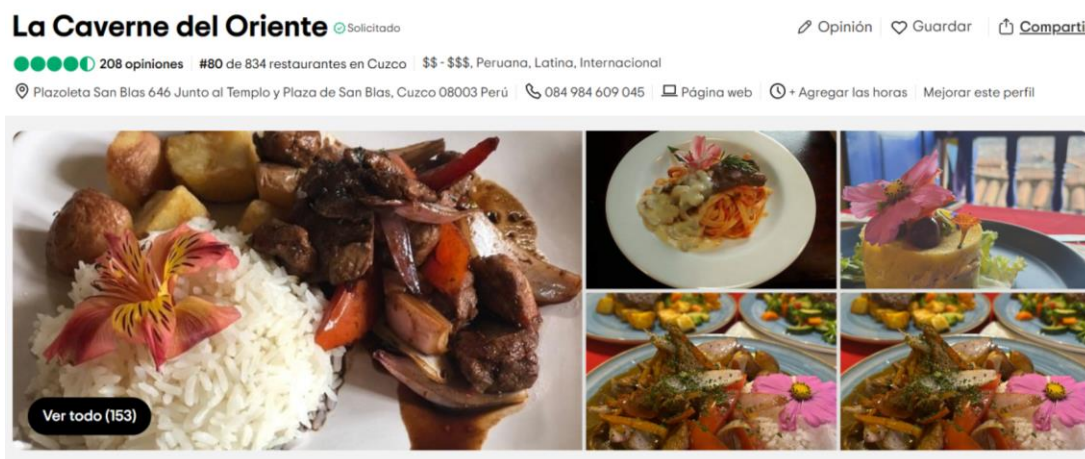 La Caverne del Oriente Solicitado Opinión Guardar Comparti
208 opiniones #80 de 834 restaurantes en Cuzco $$ - $$$, Peruana, Latina, Internacional
Plazoleta San Blas 646 Junto al Templo y Plaza de San Blas, Cuzco 08003 Perú 084 984 609 045 Página web + Agregar las horas Mejorar este perfil
Ver todo (153)